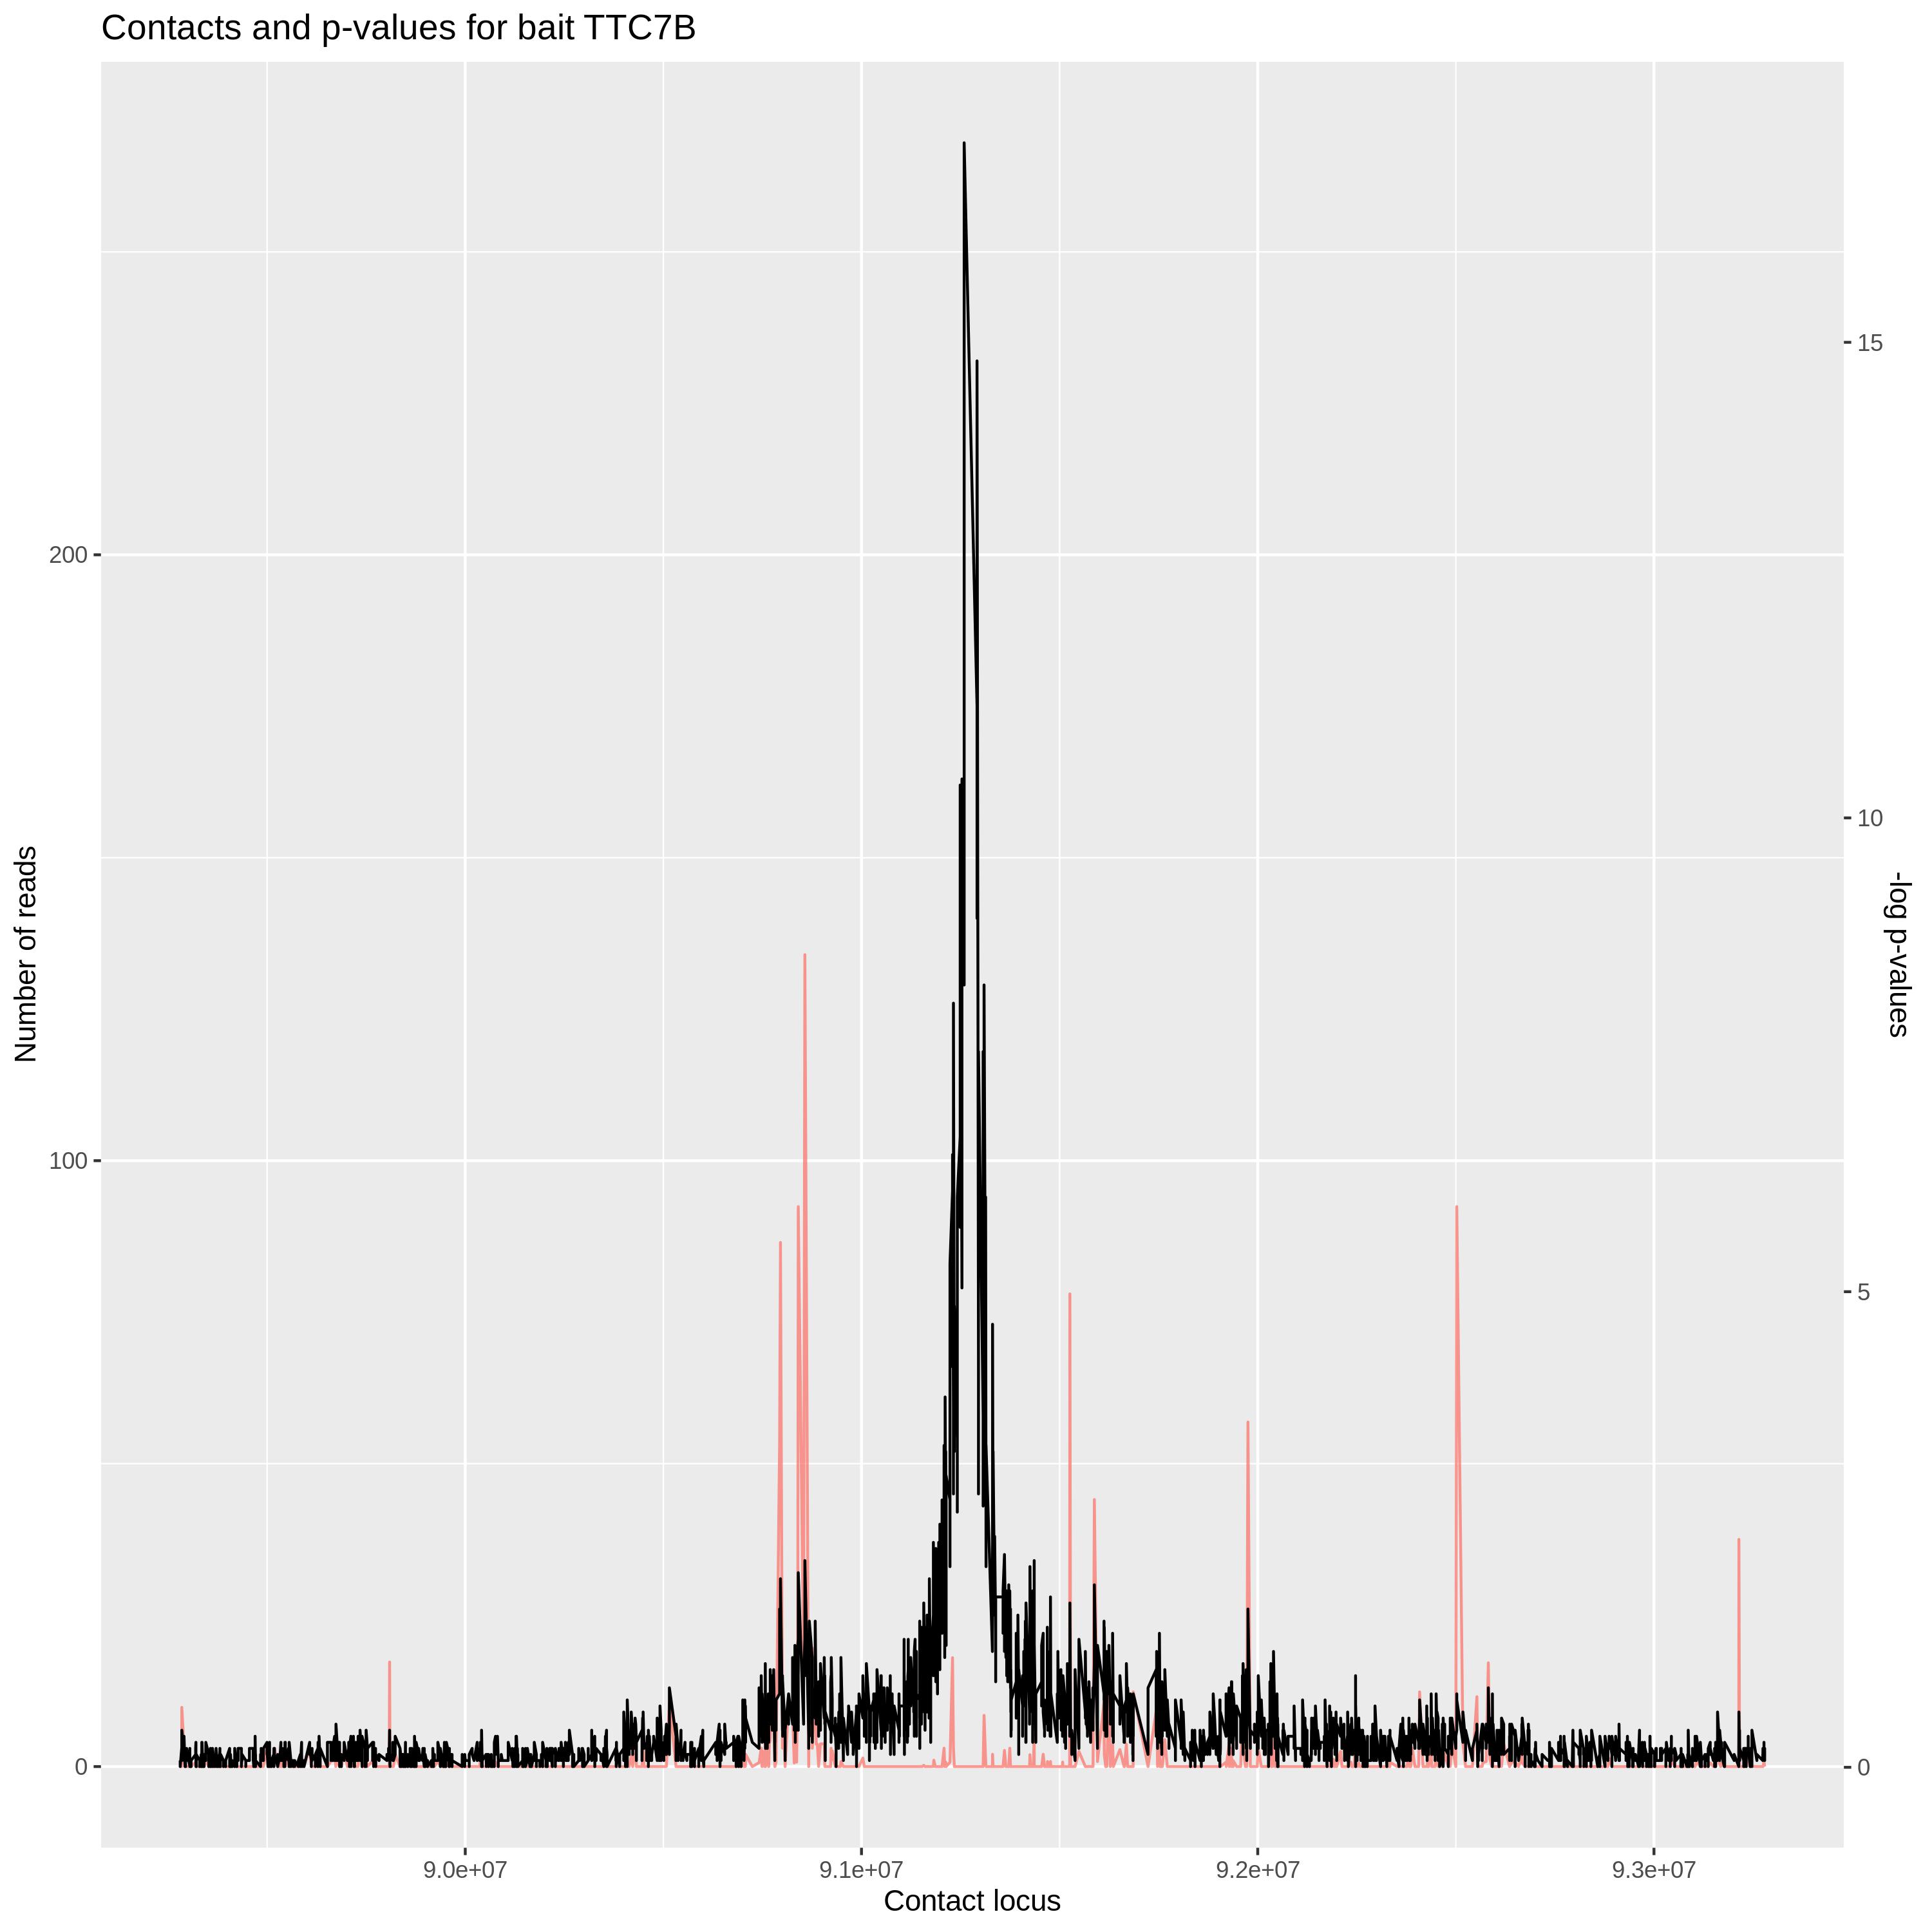 Contacts and p-values for bait TTC7B
Number of reads
200
100
0
15
10
5
0
-log p-values
9.0e+07
9.1e+07
9.2e+07
9.3e+07
Contact locus